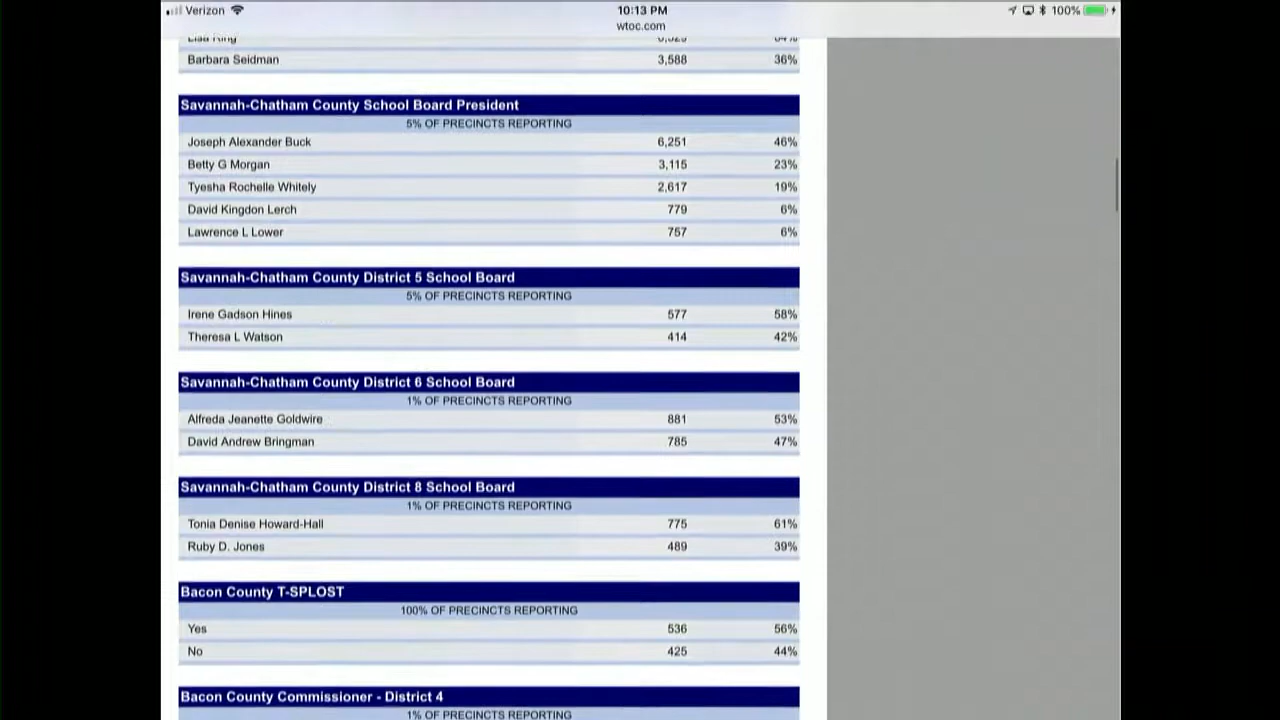 Verizon 10:13 PM 100%
wtoc.com
Lisa King
Barbara Seidman 3,588 36%
Savannah-Chatham County School Board President
5% OF PRECINCTS REPORTING
Joseph Alexander Buck 6,251 46%
Betty G Morgan 3,115 23%
Tyesha Rochelle Whitely 2,617 19%
David Kingdon Lerch 779 6%
Lawrence L Lower 757 6%
Savannah-Chatham County District 5 School Board
5% OF PRECINCTS REPORTING
Irene Gadson Hines 577 58%
Theresa L Watson 414 42%
Savannah-Chatham County District 6 School Board
1% OF PRECINCTS REPORTING
Alfreda Jeanette Goldwire 881 53%
David Andrew Bringman 785 47%
Savannah-Chatham County District 8 School Board
1% OF PRECINCTS REPORTING
Tonia Denise Howard-Hall 775 61%
Ruby D. Jones 489 39%
Bacon County T-SPLOST
100% OF PRECINCTS REPORTING
Yes 536 56%
No 425 44%
Bacon County Commissioner - District 4
1% OF PRECINCTS REPORTING